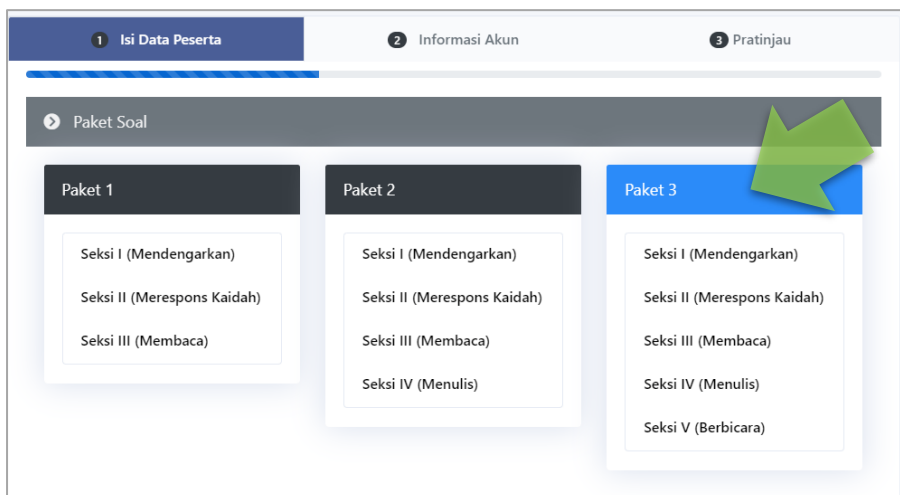 1 Isi Data Peserta
2 Informasi Akun
3 Pratinjau
Paket Soal
Paket 1
Seksi I (Mendengarkan)
Seksi II (Merespons Kaidah)
Seksi III (Membaca)
Paket 2
Seksi I (Mendengarkan)
Seksi II (Merespons Kaidah)
Seksi III (Membaca)
Seksi IV (Menulis)
Paket 3
Seksi I (Mendengarkan)
Seksi II (Merespons Kaidah)
Seksi III (Membaca)
Seksi IV (Menulis)
Seksi V (Berbicara)